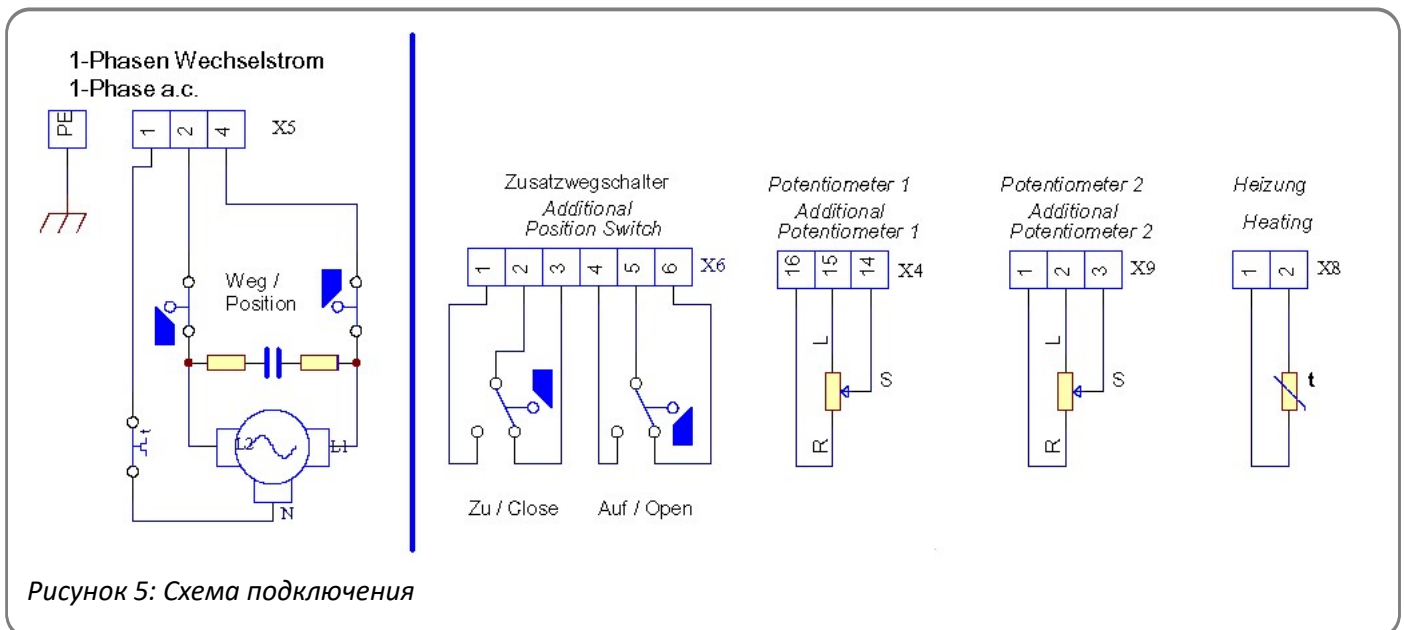 1-Phasen Wechselstrom
1-Phase a.c.
PE
1 2 4 X5
Weg /
Position
t
L2 L1
N
Zusatzwegschalter
Additional
Position Switch
1 2 3 4 5 6 X6
Zu / Close Auf / Open
Potentiometer 1
Additional
Potentiometer 1
16 15 14 X4
L
S
R
Potentiometer 2
Additional
Potentiometer 2
1 2 3 X9
L
S
R
Heizung
Heating
1 2 X8
t
Рисунок 5: Схема подключения